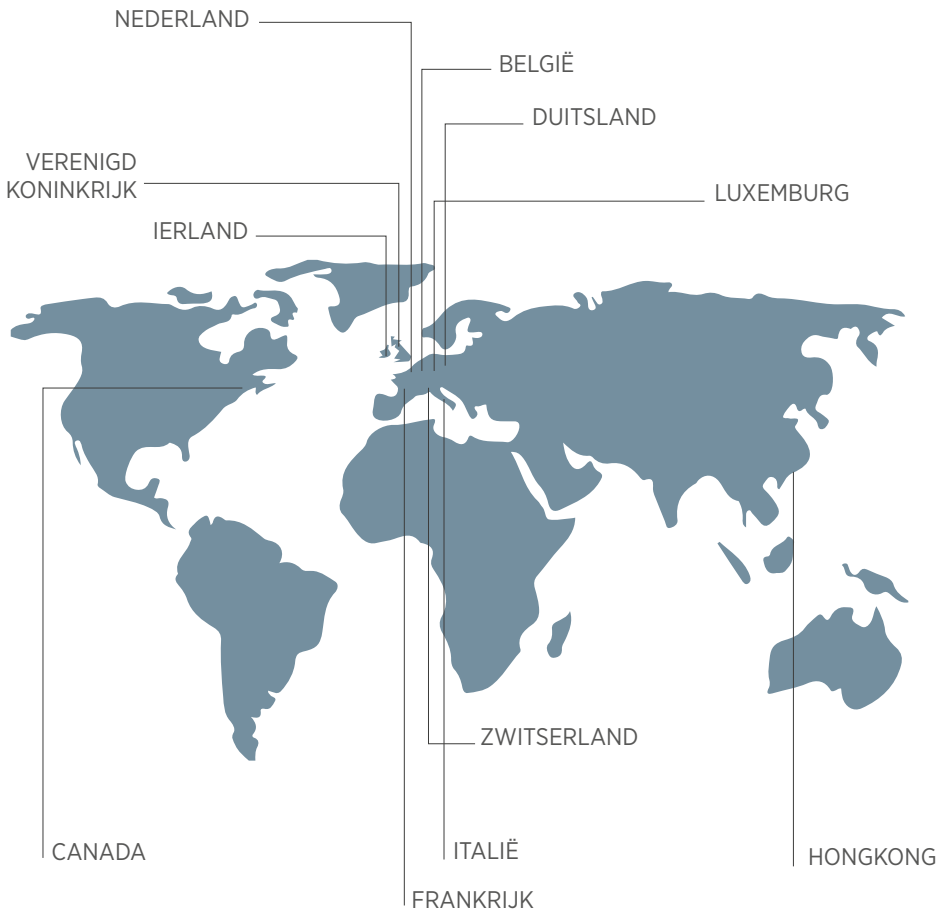 NEDERLAND
BELGIË
DUITSLAND
VERENIGD
KONINKRIJK
LUXEMBURG
IERLAND
ZWITSERLAND
CANADA
ITALIË
HONGKONG
FRANKRIJK